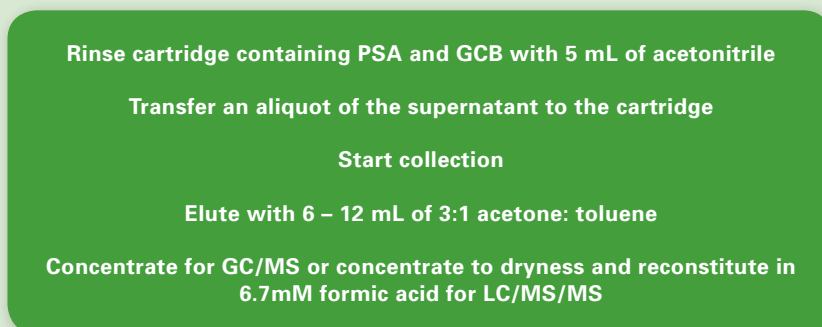 Rinse cartridge containing PSA and GCB with 5 mL of acetonitrile
Transfer an aliquot of the supernatant to the cartridge
Start collection
Elute with 6 – 12 mL of 3:1 acetone: toluene
Concentrate for GC/MS or concentrate to dryness and reconstitute in
6.7mM formic acid for LC/MS/MS